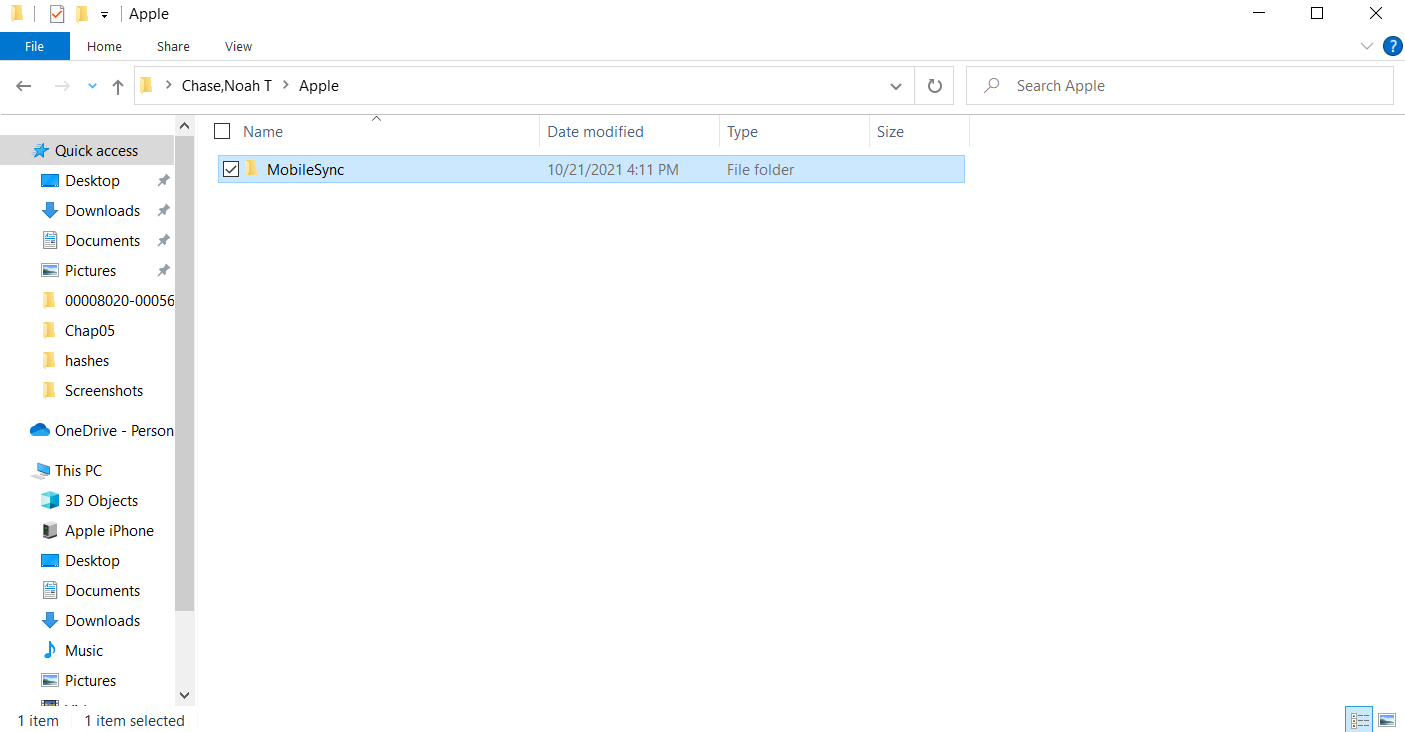 Apple
File Home Share View
?
Chase,Noah T Apple
Search Apple
Name Date modified Type Size
MobileSync 10/21/2021 4:11 PM File folder
Quick access
Desktop
Downloads
Documents
Pictures
00008020-00056
Chap05
hashes
Screenshots
OneDrive - Person
This PC
3D Objects
Apple iPhone
Desktop
Documents
Downloads
Music
Pictures
1 item 1 item selected